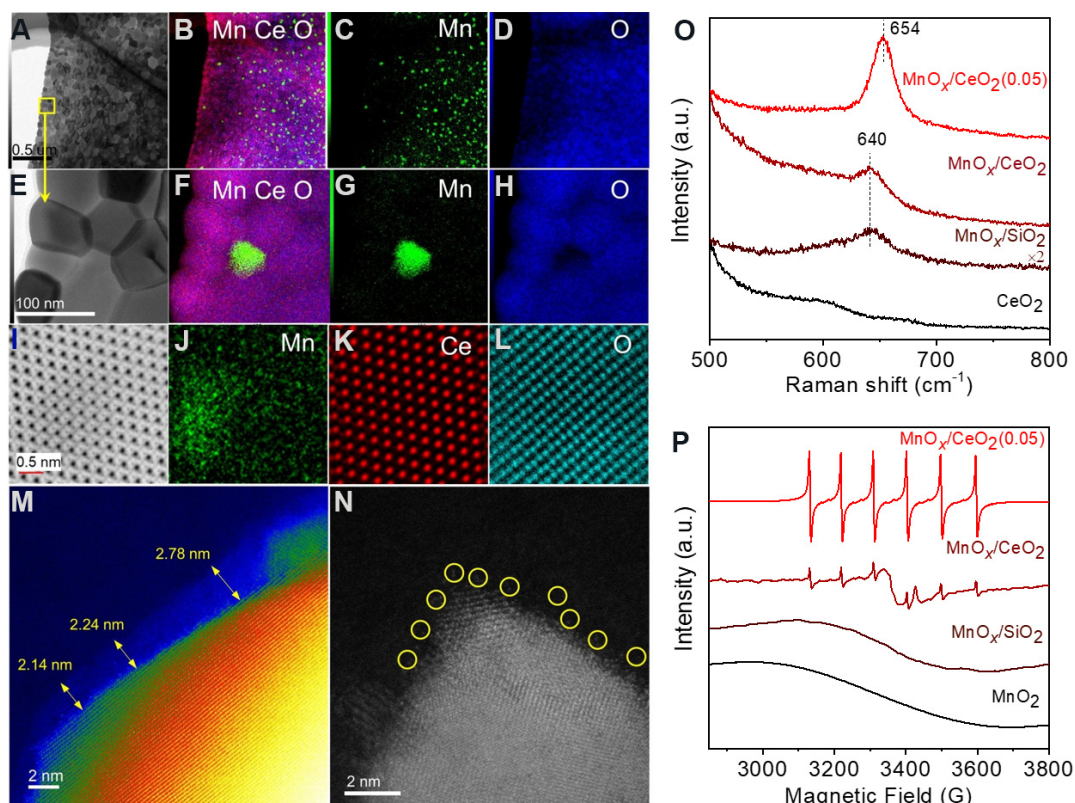 A
0.5 um
B
Mn Ce O
C
Mn
D
O
E
100 nm
F
Mn Ce O
G
Mn
H
O
I
0.5 nm
J
Mn
K
Ce
L
O
M
2.78 nm
2.24 nm
2.14 nm
2 nm
N
2 nm
O
654
MnOₓ/CeO₂(0.05)
640
MnOₓ/CeO₂
MnOₓ/SiO₂
×2
CeO₂
Intensity (a.u.)
500 600 700 800
Raman shift (cm⁻¹)
P
MnOₓ/CeO₂(0.05)
MnOₓ/CeO₂
MnOₓ/SiO₂
MnO₂
Intensity (a.u.)
3000 3200 3400 3600 3800
Magnetic Field (G)